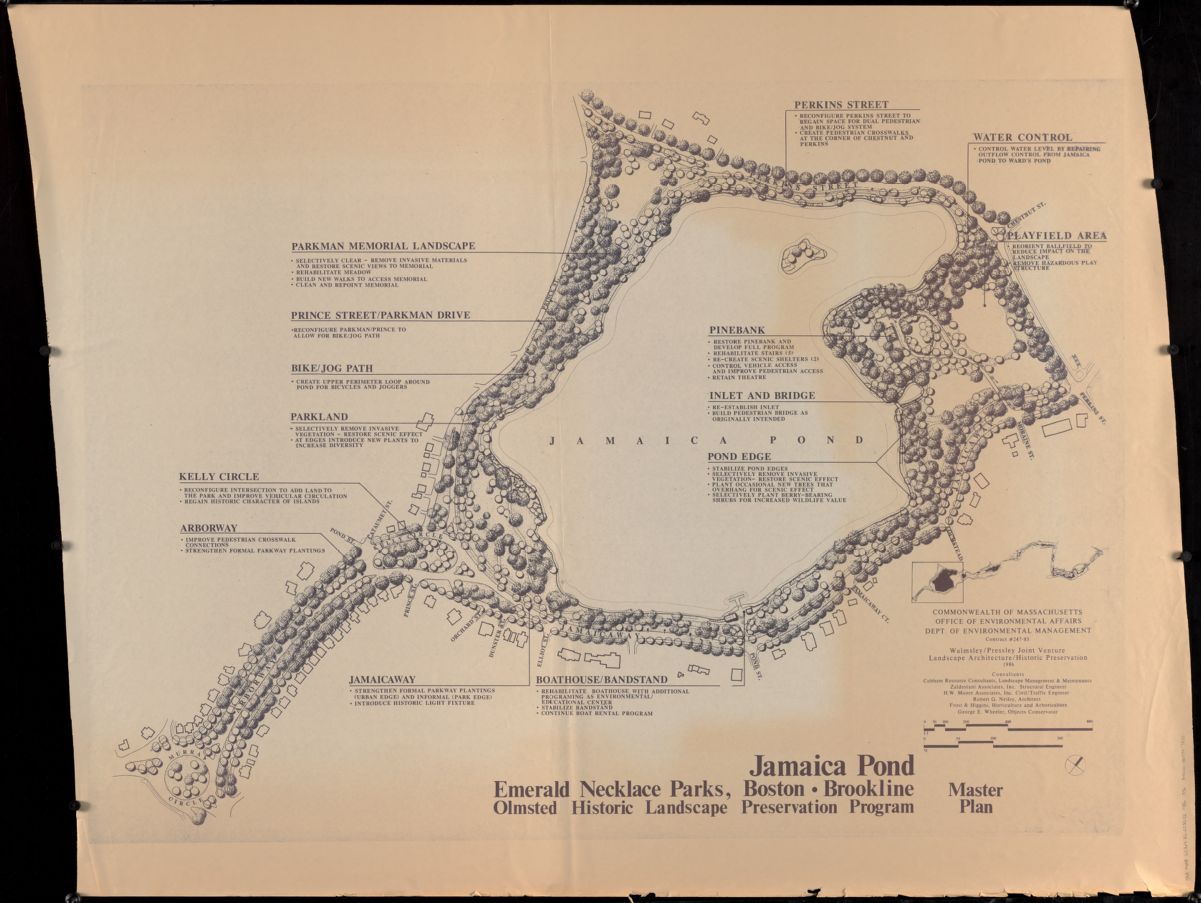 PERKINS STREET
• RECONFIGURE PERKINS STREET TO
REGAIN SPACE FOR DUAL PEDESTRIAN
AND BIKE/JOG SYSTEM
• CREATE PEDESTRIAN CROSSWALKS
AT THE CORNER OF CHESTNUT AND
PERKINS
WATER CONTROL
• CONTROL WATER LEVEL BY REPAIRING
OUTFLOW CONTROL FROM JAMAICA
POND TO WARD'S POND
CHESTNUT ST.
PLAYFIELD AREA
• REORIENT BALLFIELD TO
REDUCE IMPACT ON THE
LANDSCAPE
• REMOVE HAZARDOUS PLAY
STRUCTURE
PARKMAN MEMORIAL LANDSCAPE
• SELECTIVELY CLEAR - REMOVE INVASIVE MATERIALS
AND RESTORE SCENIC VIEWS TO MEMORIAL
• REHABILITATE MEADOW
• BUILD NEW WALKS TO ACCESS MEMORIAL
• CLEAN AND REPOINT MEMORIAL
PRINCE STREET/PARKMAN DRIVE
•RECONFIGURE PARKMAN/PRINCE TO
ALLOW FOR BIKE/JOG PATH
BIKE/JOG PATH
• CREATE UPPER PERIMETER LOOP AROUND
POND FOR BICYCLES AND JOGGERS
PARKLAND
• SELECTIVELY REMOVE INVASIVE
VEGETATION - RESTORE SCENIC EFFECT
• AT EDGES INTRODUCE NEW PLANTS TO
INCREASE DIVERSITY
KELLY CIRCLE
• RECONFIGURE INTERSECTION TO ADD LAND TO
THE PARK AND IMPROVE VEHICULAR CIRCULATION
• REGAIN HISTORIC CHARACTER OF ISLANDS
ARBORWAY
• IMPROVE PEDESTRIAN CROSSWALK
CONNECTIONS
• STRENGTHEN FORMAL PARKWAY PLANTINGS
PINEBANK
• RESTORE PINEBANK AND
DEVELOP FULL PROGRAM
• REHABILITATE STAIRS (3)
• RE-CREATE SCENIC SHELTERS (2)
• CONTROL VEHICLE ACCESS
AND IMPROVE PEDESTRIAN ACCESS
• RETAIN THEATRE
INLET AND BRIDGE
• RE-ESTABLISH INLET
• BUILD PEDESTRIAN BRIDGE AS
ORIGINALLY INTENDED
JAMAICA POND
POND EDGE
• STABILIZE POND EDGES
• SELECTIVELY REMOVE INVASIVE
VEGETATION- RESTORE SCENIC EFFECT
• PLANT OCCASIONAL NEW TREES THAT
OVERHANG FOR SCENIC EFFECT
• SELECTIVELY PLANT BERRY-BEARING
SHRUBS FOR INCREASED WILDLIFE VALUE
PERKINS ST.
POND ST.
PRINCE ST.
ORCHARD ST.
ELLIOT ST.
POND ST.
JAMAICAWAY CT.
MURRAY
CIRCLE
JAMAICAWAY
• STRENGTHEN FORMAL PARKWAY PLANTINGS
(URBAN EDGE) AND INFORMAL (PARK EDGE)
• INTRODUCE HISTORIC LIGHT FIXTURE
BOATHOUSE/BANDSTAND
• REHABILITATE BOATHOUSE WITH ADDITIONAL
PROGRAMING AS ENVIRONMENTAL/
EDUCATIONAL CENTER
• STABILIZE BANDSTAND
• CONTINUE BOAT RENTAL PROGRAM
COMMONWEALTH OF MASSACHUSETTS
OFFICE OF ENVIRONMENTAL AFFAIRS
DEPT OF ENVIRONMENTAL MANAGEMENT
Walmsley/Pressley Joint Venture
Landscape Architecture/Historic Preservation
1986
Consultants
Carl R. Nelson, Architect
George E. Wheeler, Objects Conservator
Jamaica Pond
Emerald Necklace Parks, Boston • Brookline
Olmsted Historic Landscape Preservation Program
Master
Plan